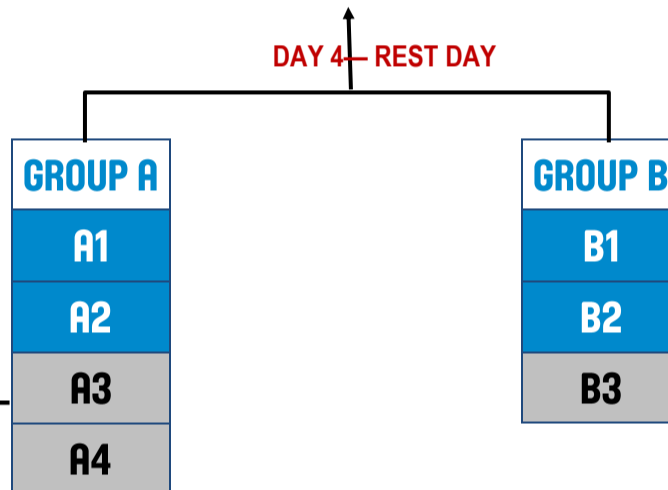 DAY 4— REST DAY
GROUP A
A1
A2
A3
A4
GROUP B
B1
B2
B3